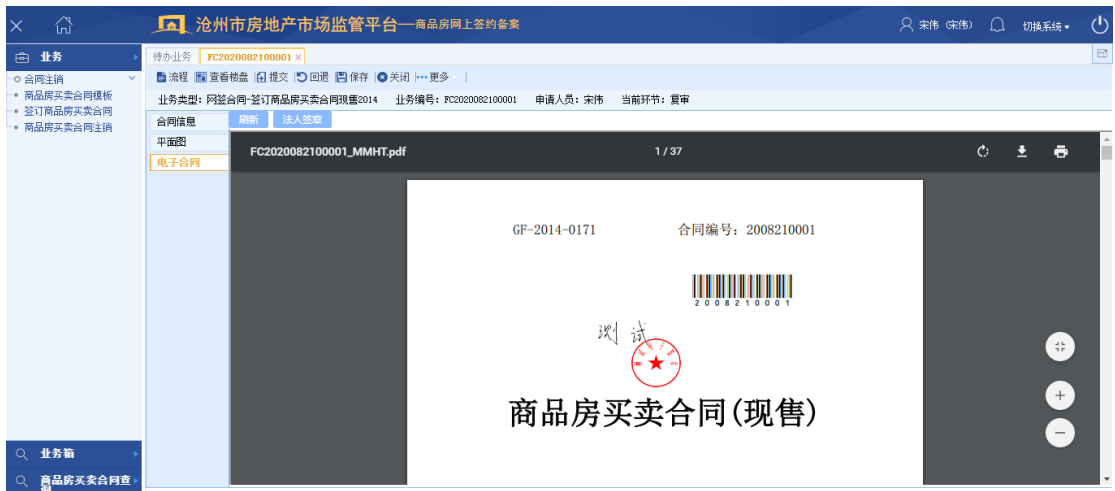 沧州市房地产市场监管平台—商品房网上签约备案
宋伟 (宋伟) 切换系统
业务
待办业务 FC2020082100001 ×
合同注销
商品房买卖合同模板
签订商品房买卖合同
商品房买卖合同注销
流程 查看楼盘 提交 回退 保存 关闭 更多
业务类型: 网签合同-签订商品房买卖合同现售2014 业务编号: FC2020082100001 申请人员: 宋伟 当前环节: 复审
合同信息 刷新 法人签章
平面图
电子合同
FC2020082100001_MMHT.pdf 1 / 37
GF-2014-0171 合同编号: 2008210001
2008210001
测试
商品房买卖合同(现售)
业务箱
商品房买卖合同查询